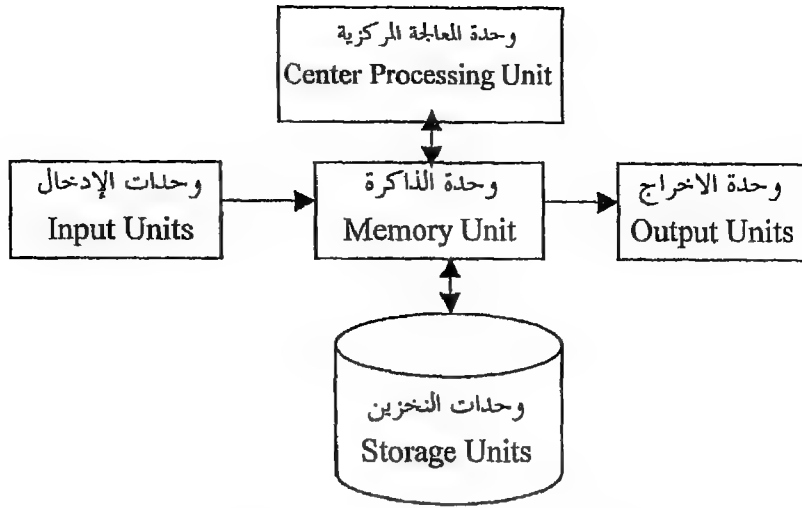 وحدة المعالجة المركزية
Center Processing Unit
وحدات الإدخال
Input Units
وحدة الذاكرة
Memory Unit
وحدة الاخراج
Output Units
وحدات التخزين
Storage Units